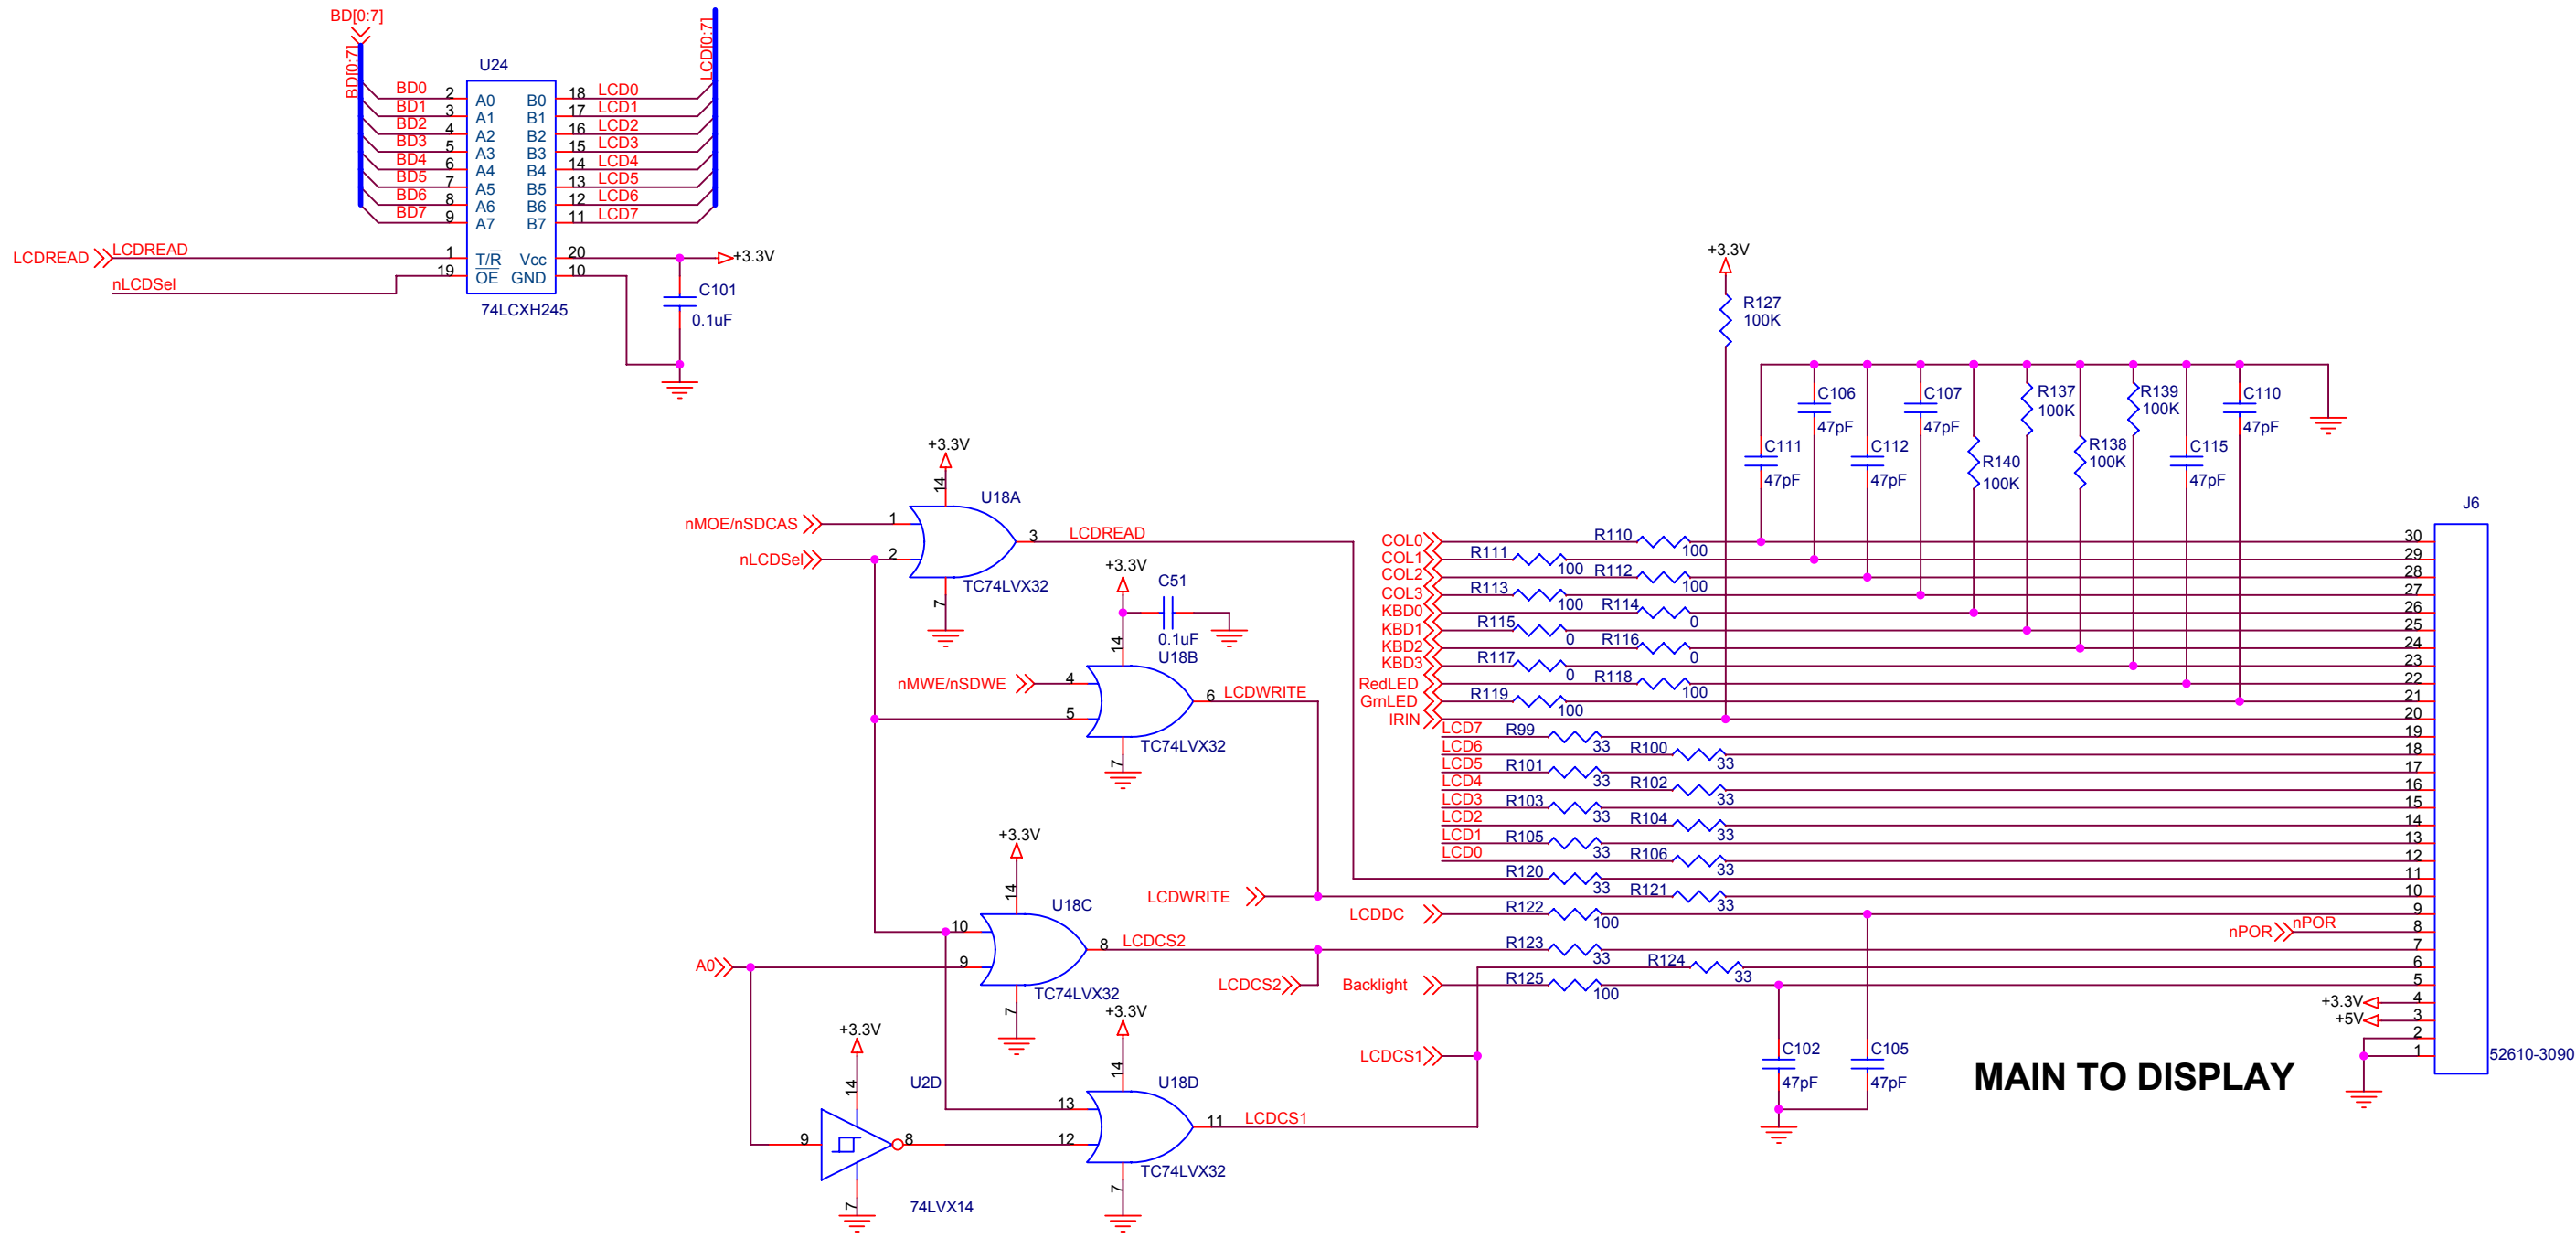 BD[0:7]
BD[0:7]
LCD[0:7]
U24
BD0 2 A0 B0 18 LCD0
BD1 3 A1 B1 17 LCD1
BD2 4 A2 B2 16 LCD2
BD3 5 A3 B3 15 LCD3
BD4 6 A4 B4 14 LCD4
BD5 7 A5 B5 13 LCD5
BD6 8 A6 B6 12 LCD6
BD7 9 A7 B7 11 LCD7
LCDREAD LCDREAD 1 T/R Vcc 20 +3.3V
nLCDSel 19 OE GND 10
74LCXH245
C101
0.1uF
+3.3V
R127
100K
C106
47pF
C107
47pF
R137
100K
R139
100K
C110
47pF
C111
47pF
C112
47pF
R140
100K
R138
100K
C115
47pF
+3.3V
14
U18A
nMOE/nSDCAS 1
nLCDSel 2
3 LCDREAD
TC74LVX32
7
+3.3V
C51
0.1uF
14
U18B
nMWE/nSDWE 4
5
6 LCDWRITE
TC74LVX32
7
+3.3V
14
U18C
10
A0 9
8 LCDCS2
TC74LVX32
7
+3.3V
14
U2D
9 8
7
74LVX14
+3.3V
14
U18D
13
12
11 LCDCS1
TC74LVX32
7
J6
COL0 R110 100 30
COL1 R111 100 29
COL2 R112 100 28
COL3 R113 100 27
KBD0 R114 0 26
KBD1 R115 0 25
KBD2 R116 0 24
KBD3 R117 0 23
RedLED R118 100 22
GrnLED R119 100 21
IRIN 20
LCD7 R99 33 19
LCD6 R100 33 18
LCD5 R101 33 17
LCD4 R102 33 16
LCD3 R103 33 15
LCD2 R104 33 14
LCD1 R105 33 13
LCD0 R106 33 12
R120 33 11
LCDWRITE R121 33 10
LCDDC R122 100 9
nPOR nPOR 8
R123 33 7
LCDCS2
R124 33 6
Backlight R125 100 5
+3.3V 4
+5V 3
2
1
52610-3090
LCDCS1
C102
47pF
C105
47pF
MAIN TO DISPLAY